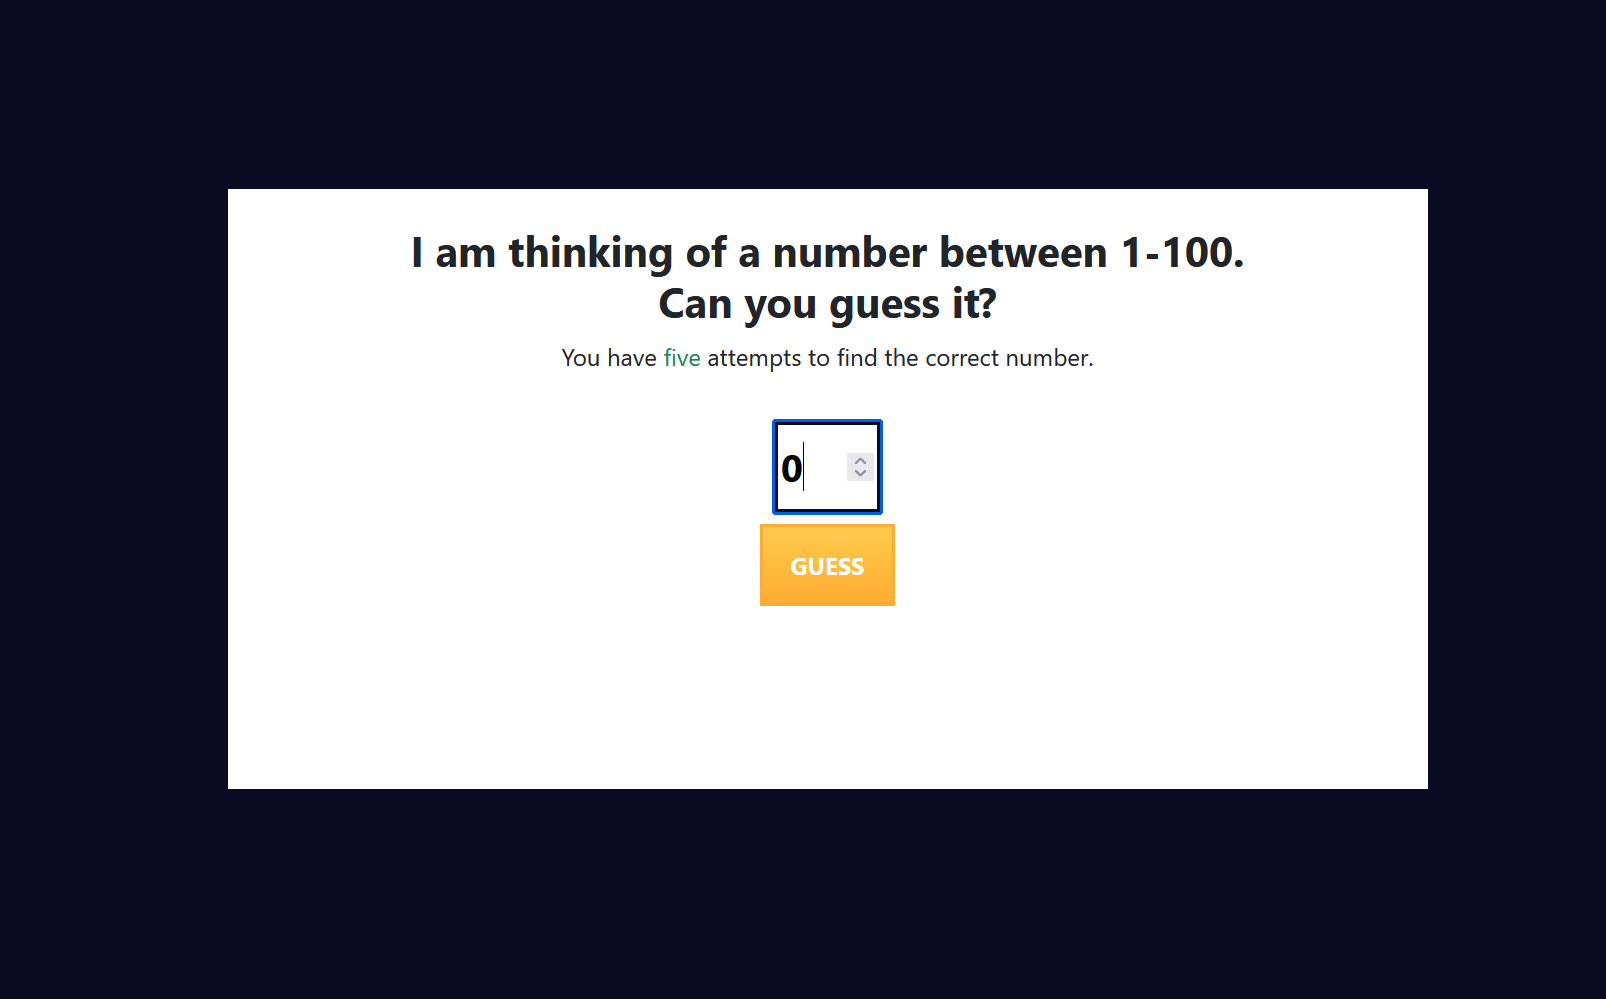 I am thinking of a number between 1-100.
Can you guess it?
You have five attempts to find the correct number.
0
GUESS